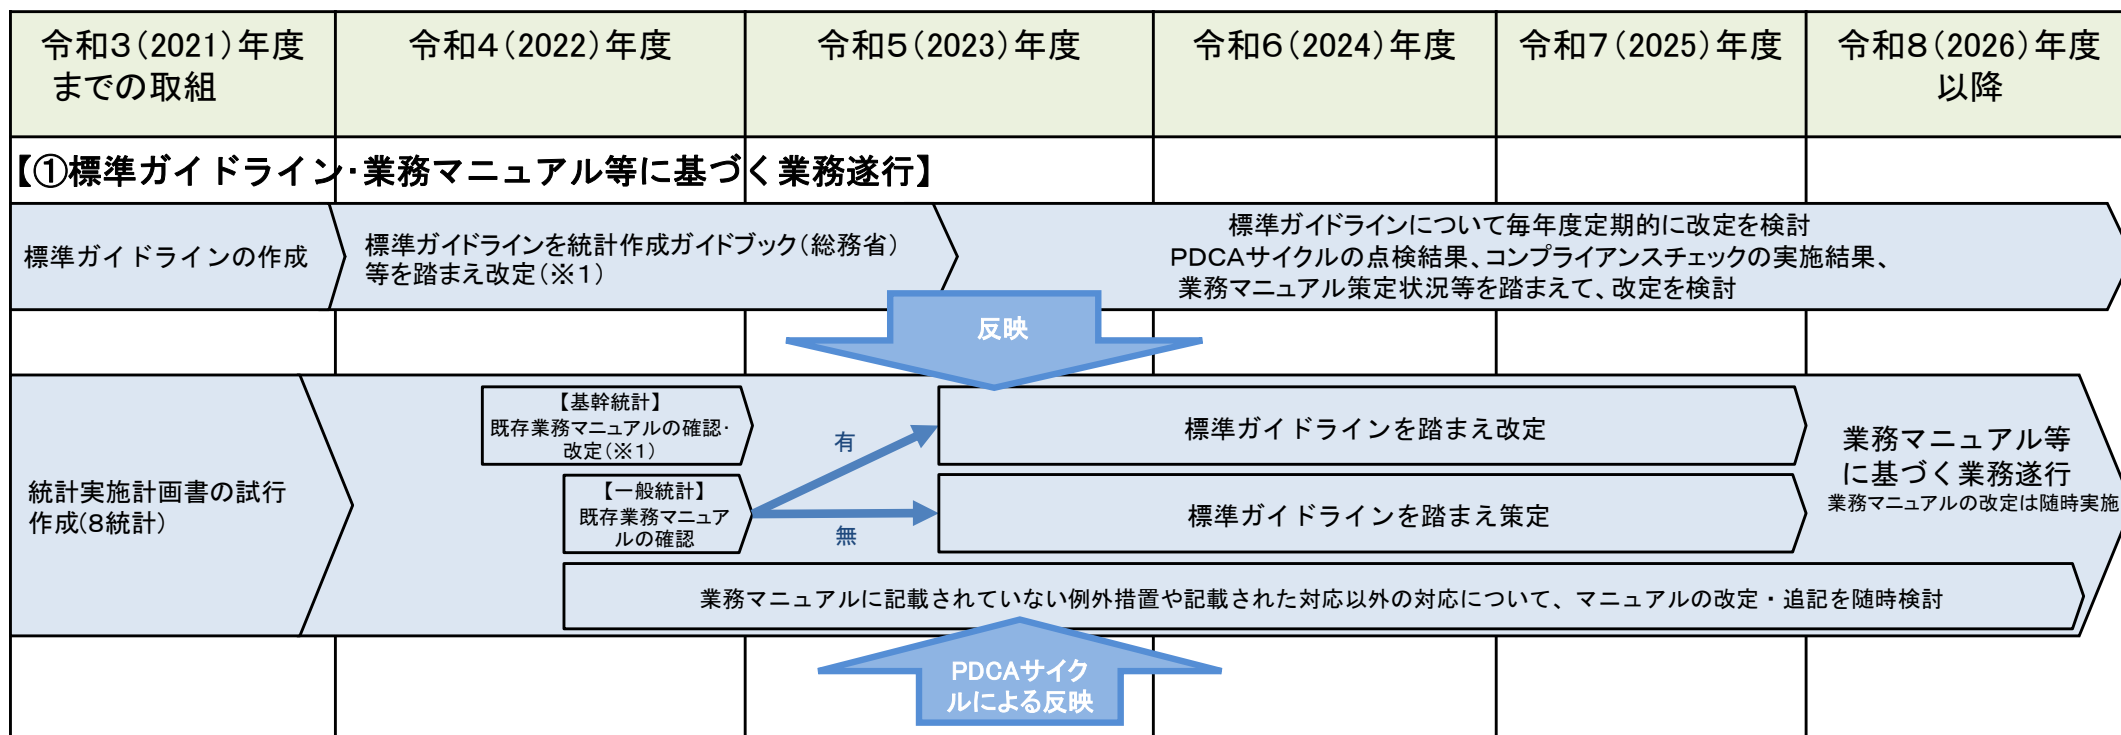 令和３（2021）年度
までの取組
令和４（2022）年度
令和５（2023）年度
令和６（2024）年度
令和７（2025）年度
令和８（2026）年度
以降
【①標準ガイドライン・業務マニュアル等に基づく業務遂行】
標準ガイドラインの作成
標準ガイドラインを統計作成ガイドブック（総務省）
等を踏まえ改定（※１）
標準ガイドラインについて毎年度定期的に改定を検討
PDCAサイクルの点検結果、コンプライアンスチェックの実施結果、
業務マニュアル策定状況等を踏まえて、改定を検討
反映
統計実施計画書の試行
作成(８統計)
【基幹統計】
既存業務マニュアルの確認・
改定（※１）
【一般統計】
既存業務マニュア
ルの確認
有
無
標準ガイドラインを踏まえ改定
標準ガイドラインを踏まえ策定
業務マニュアル等
に基づく業務遂行
業務マニュアルの改定は随時実施
業務マニュアルに記載されていない例外措置や記載された対応以外の対応について、マニュアルの改定・追記を随時検討
PDCAサイク
ルによる反映